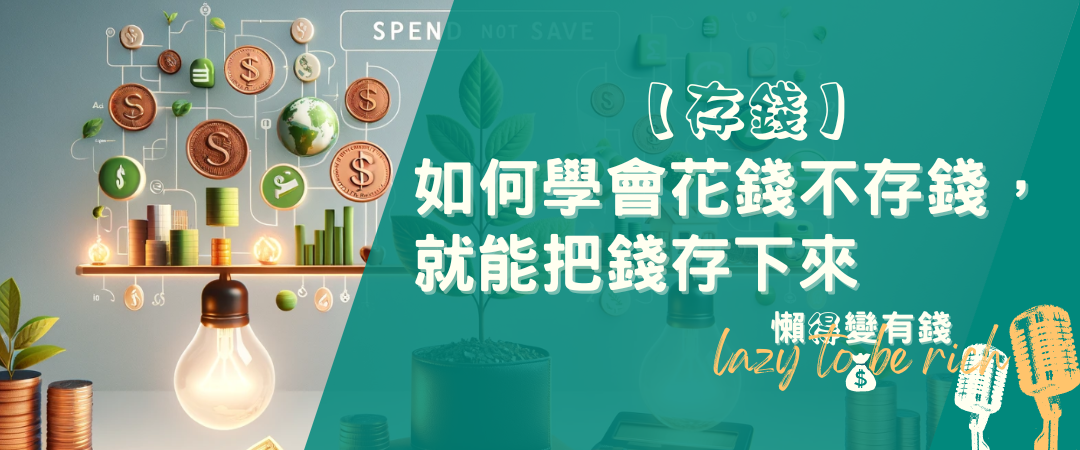 SPEND NOT SAVE
【存錢】
如何學會花錢不存錢，
就能把錢存下來
懶得變有錢
lazy to be rich